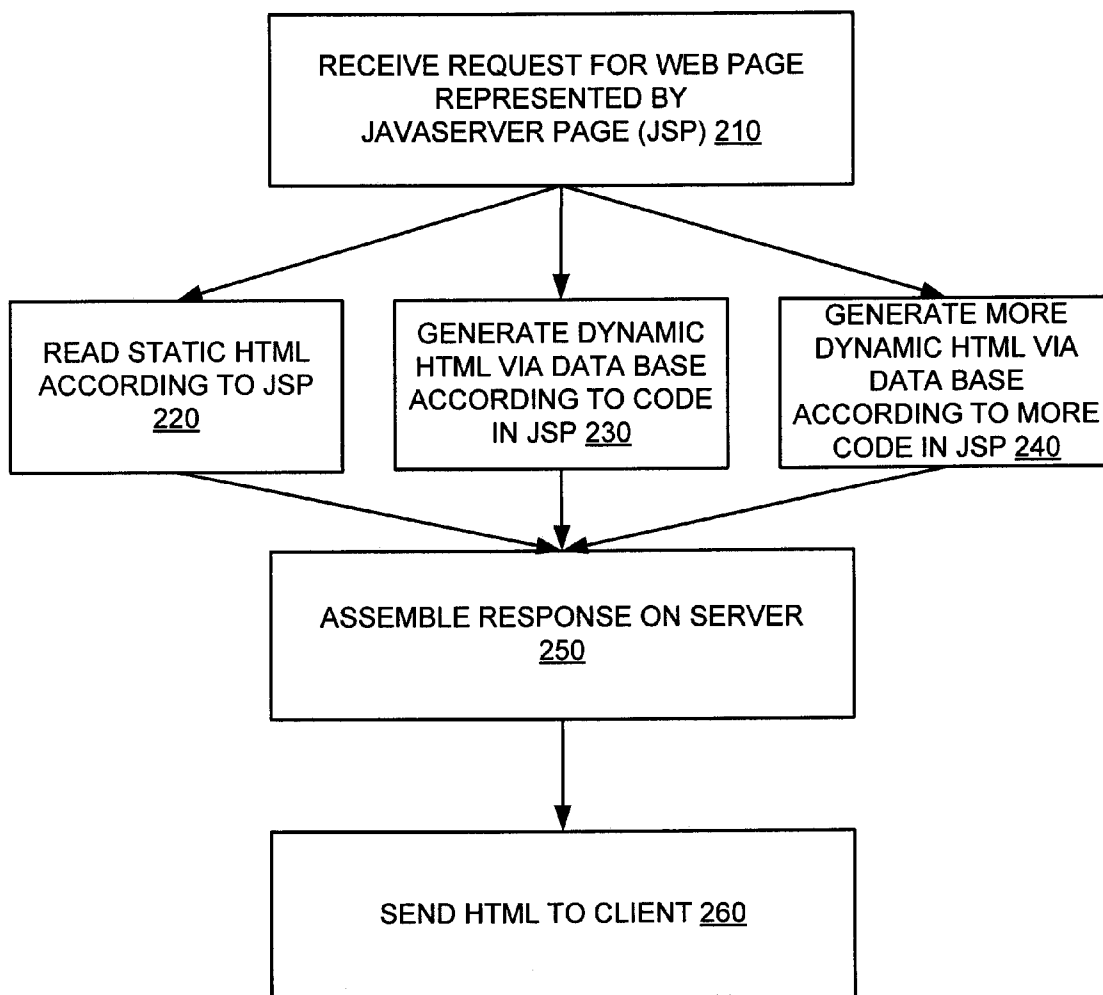 RECEIVE REQUEST FOR WEB PAGE
REPRESENTED BY
JAVASERVER PAGE (JSP) 210
READ STATIC HTML
ACCORDING TO JSP
220
GENERATE DYNAMIC
HTML VIA DATA BASE
ACCORDING TO CODE
IN JSP 230
GENERATE MORE
DYNAMIC HTML VIA
DATA BASE
ACCORDING TO MORE
CODE IN JSP 240
ASSEMBLE RESPONSE ON SERVER
250
SEND HTML TO CLIENT 260